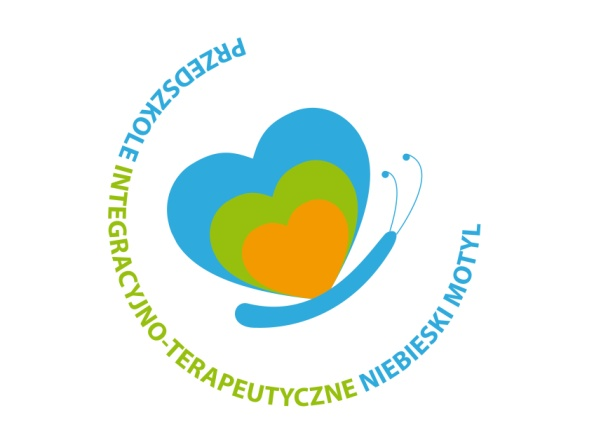 PRZEDSZKOLE INTEGRACYJNO-TERAPEUTYCZNE NIEBIESKI MOTYL